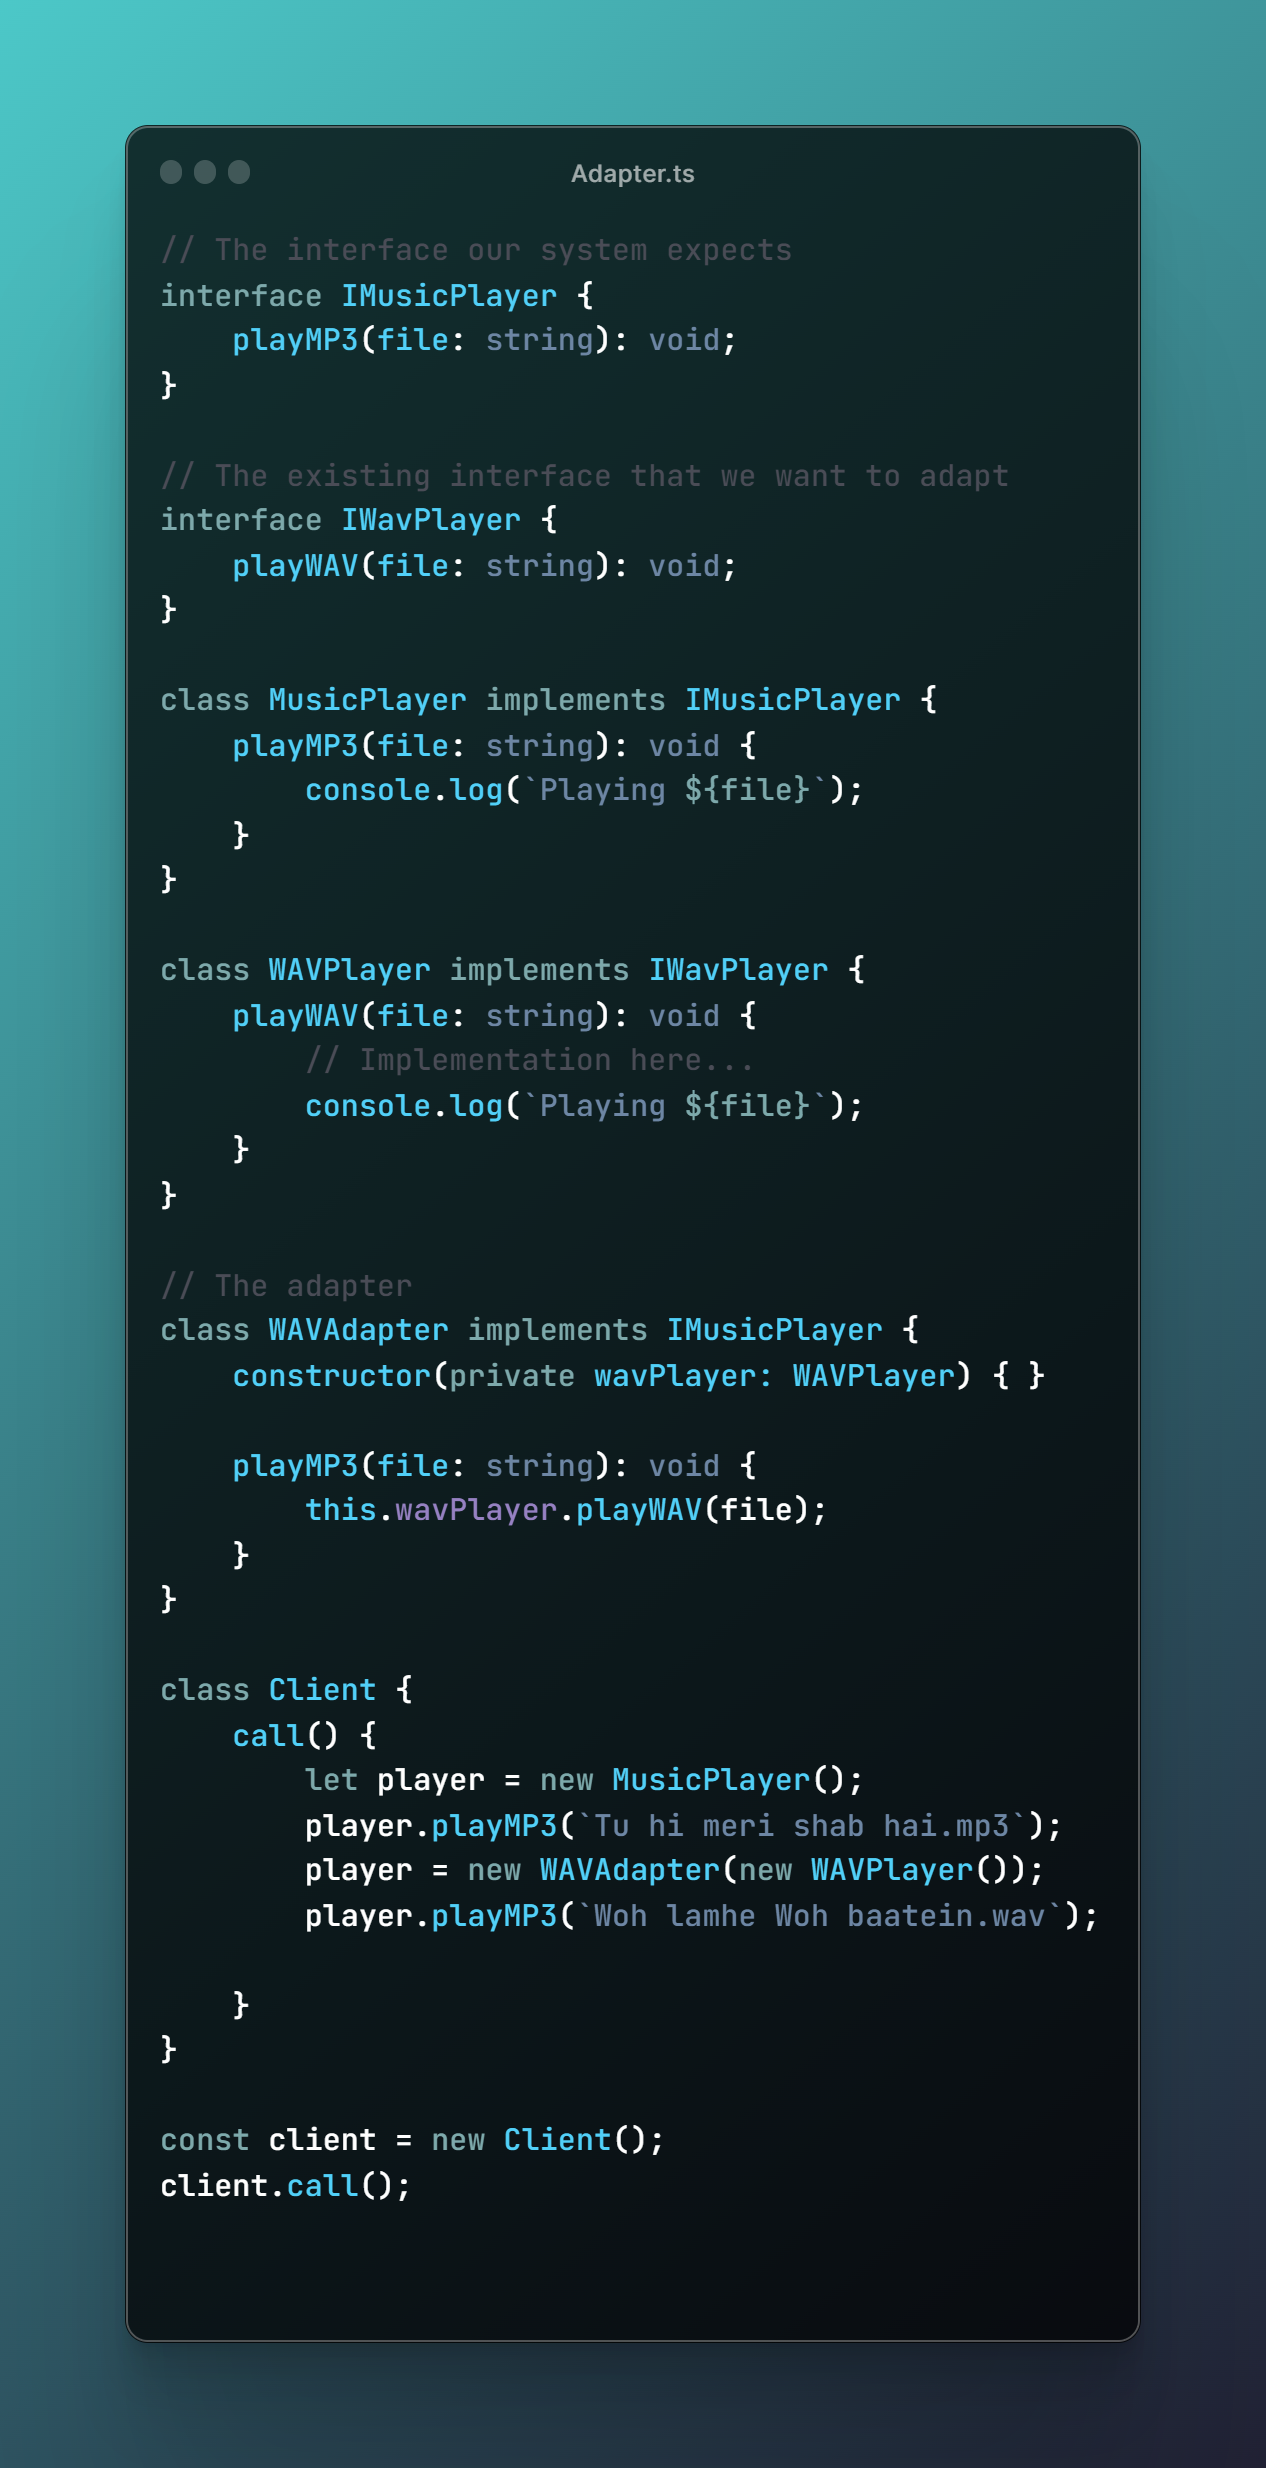 Adapter.ts
// The interface our system expects
interface IMusicPlayer {
    playMP3(file: string): void;
}
// The existing interface that we want to adapt
interface IWavPlayer {
    playWAV(file: string): void;
}
class MusicPlayer implements IMusicPlayer {
    playMP3(file: string): void {
        console.log(`Playing ${file}`);
    }
}
class WAVPlayer implements IWavPlayer {
    playWAV(file: string): void {
        // Implementation here...
        console.log(`Playing ${file}`);
    }
}
// The adapter
class WAVAdapter implements IMusicPlayer {
    constructor(private wavPlayer: WAVPlayer) { }
    playMP3(file: string): void {
        this.wavPlayer.playWAV(file);
    }
}
class Client {
    call() {
        let player = new MusicPlayer();
        player.playMP3(`Tu hi meri shab hai.mp3`);
        player = new WAVAdapter(new WAVPlayer());
        player.playMP3(`Woh lamhe Woh baatein.wav`);
    }
}
const client = new Client();
client.call();